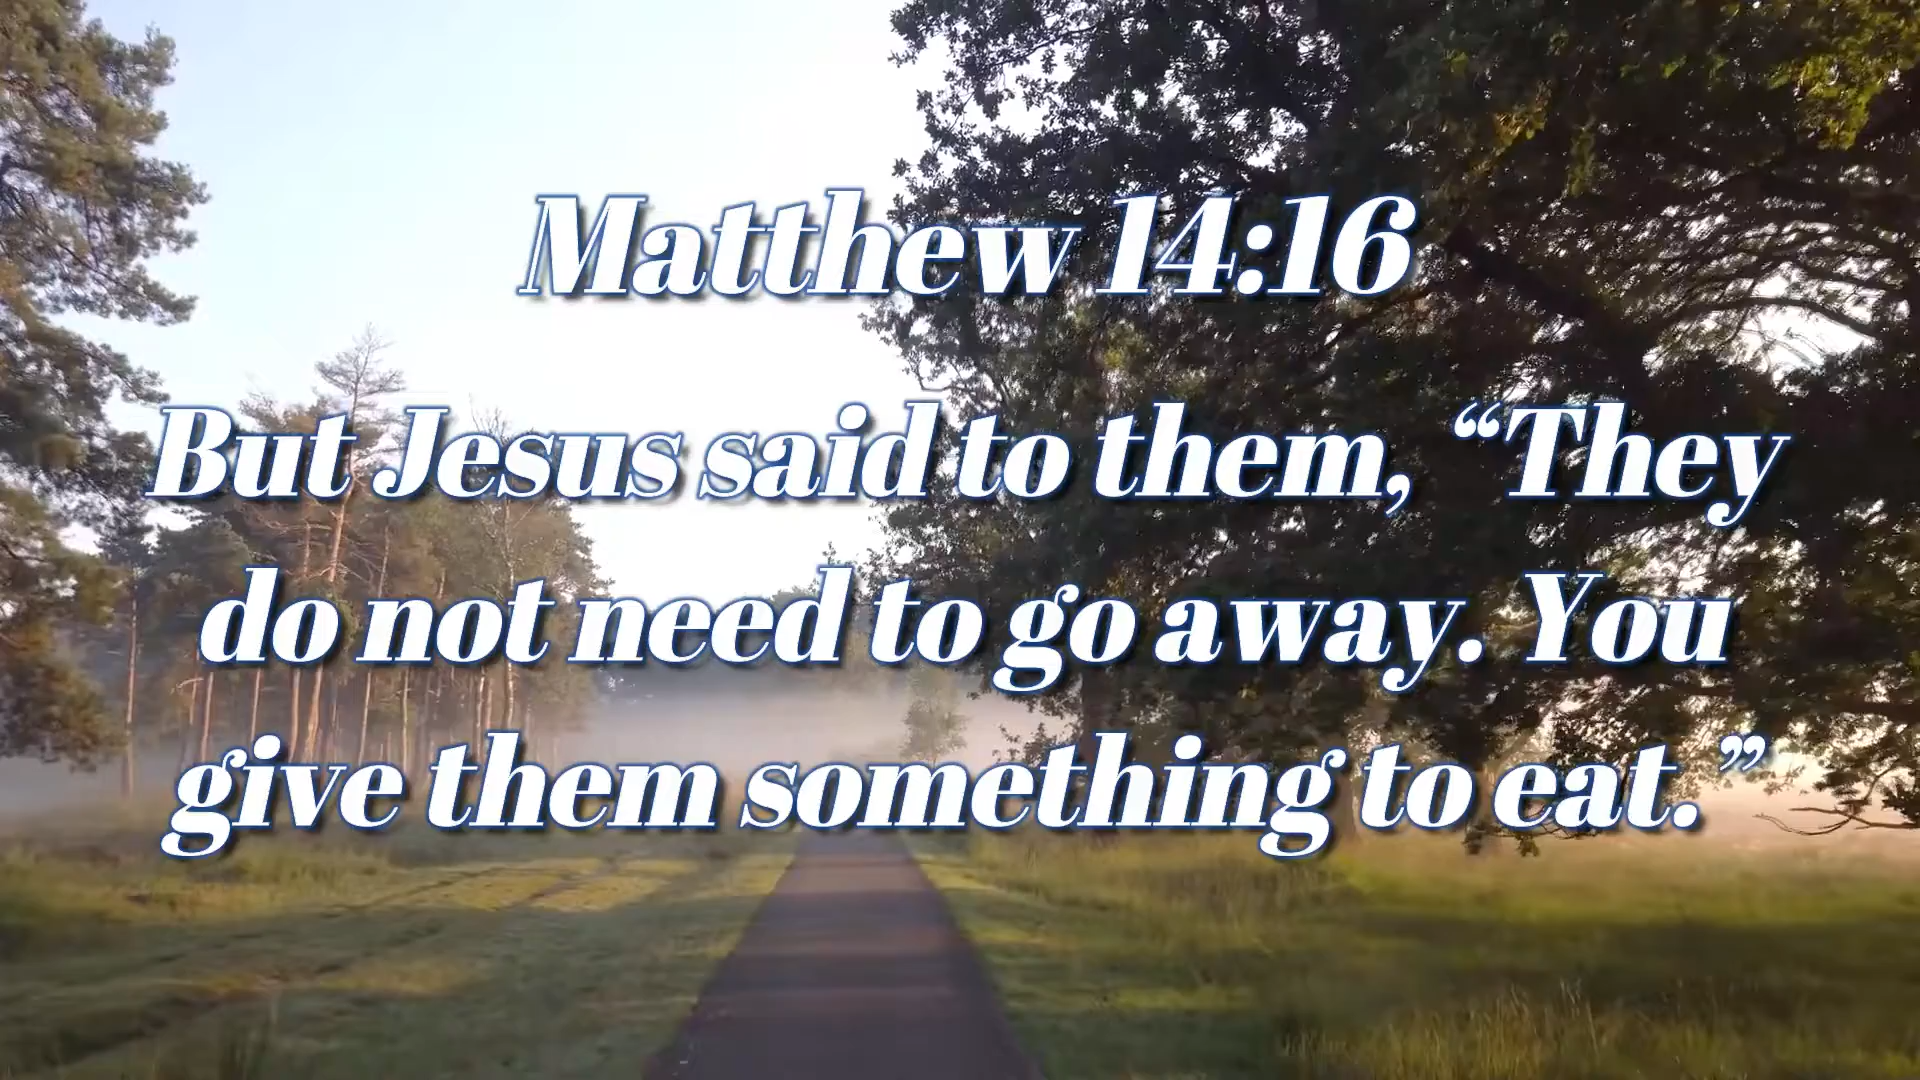 Matthew 14:16
But Jesus said to them, “They
do not need to go away. You
give them something to eat.”